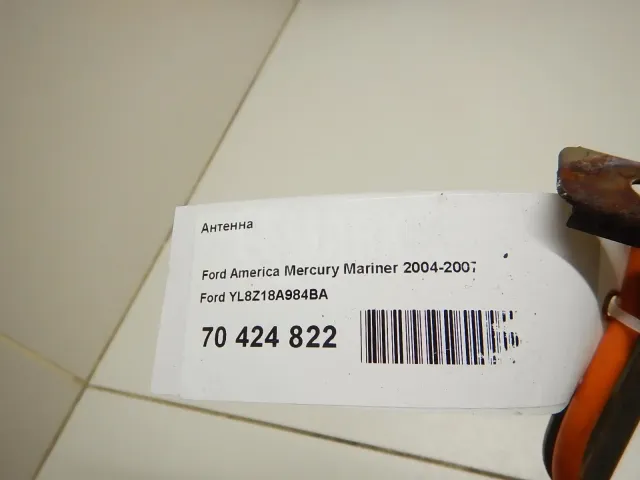 Антенна
Ford America Mercury Mariner 2004-2007
Ford YL8Z18A984BA
70 424 822